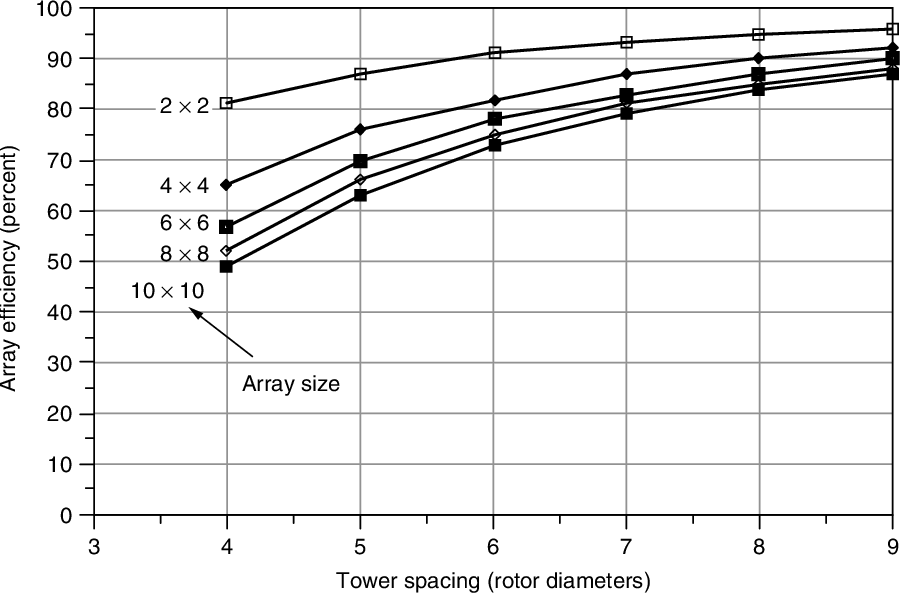 100
90
80
70
60
50
40
30
20
10
0
Array efficiency (percent)
2 × 2
4 × 4
6 × 6
8 × 8
10 × 10
Array size
3 4 5 6 7 8 9
Tower spacing (rotor diameters)